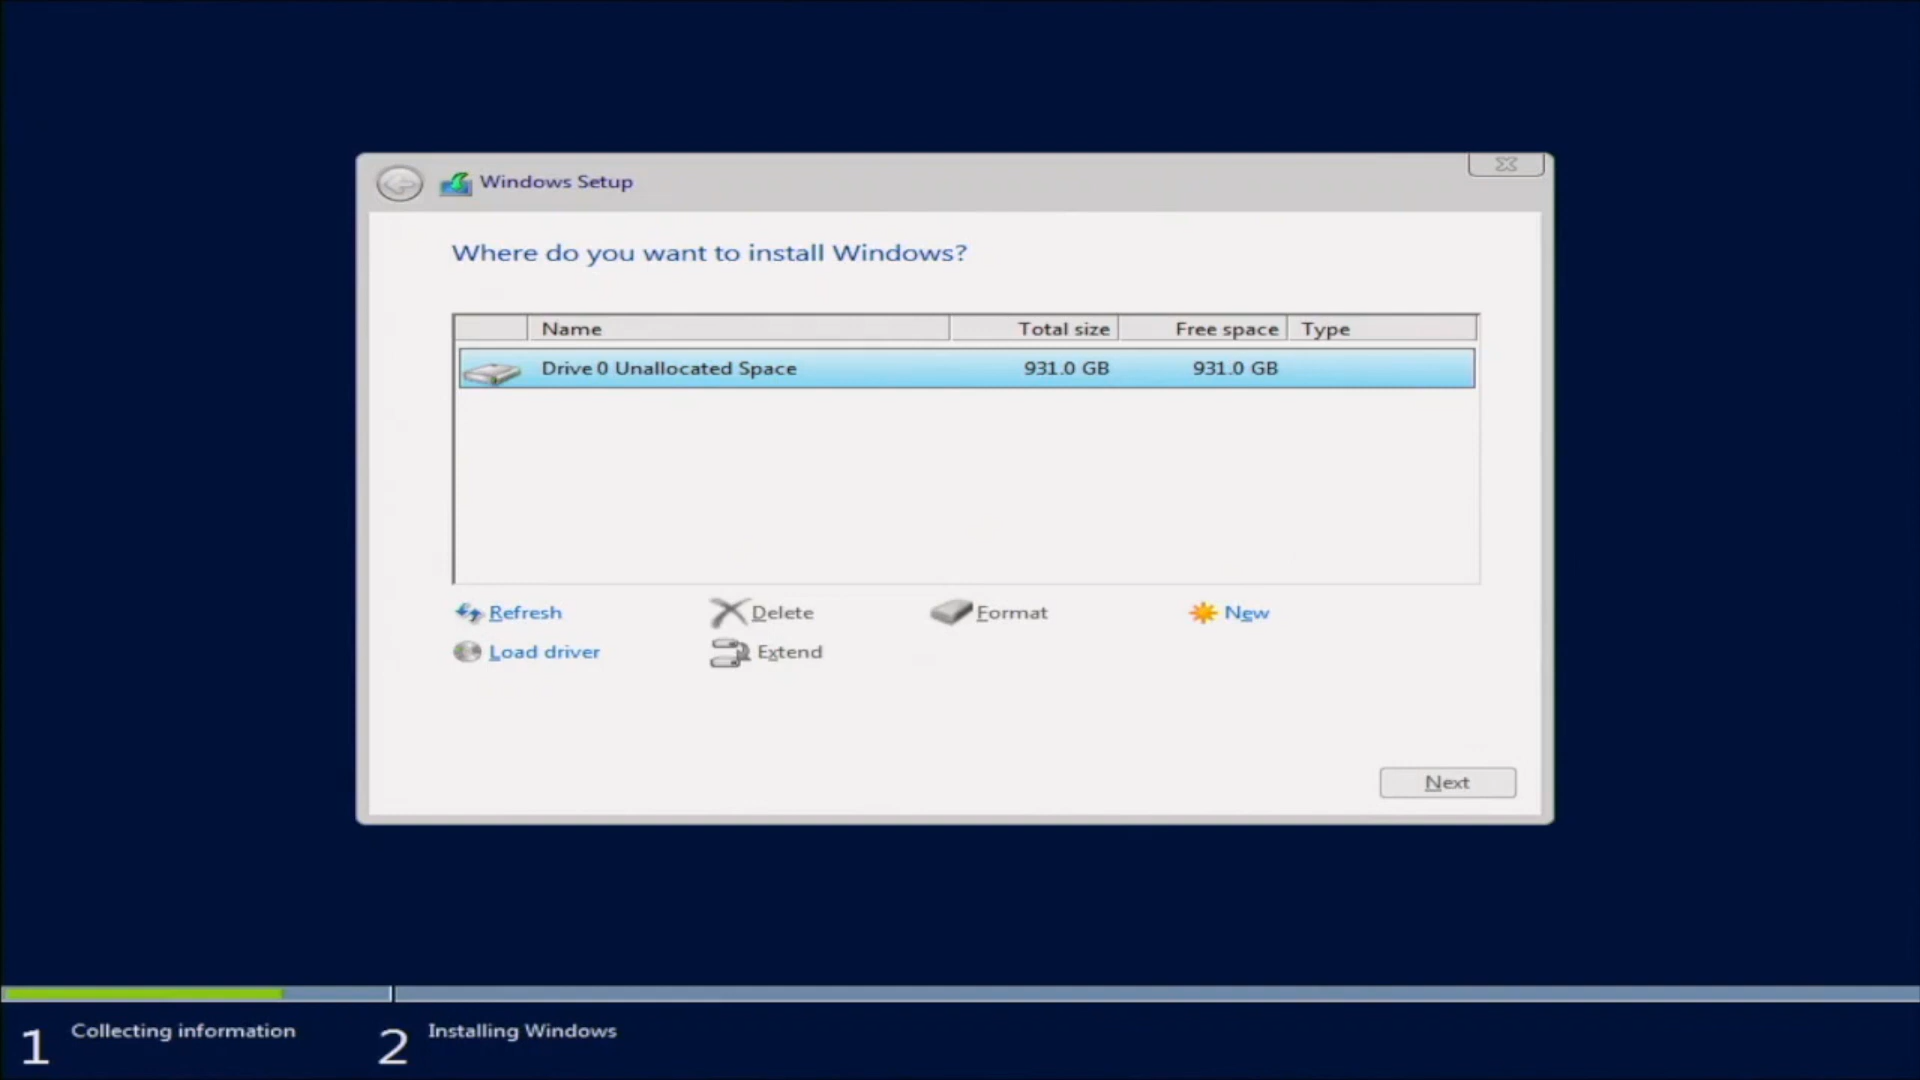 Windows Setup
Where do you want to install Windows?
Name Total size Free space Type
Drive 0 Unallocated Space 931.0 GB 931.0 GB
Refresh Delete Format New
Load driver Extend
Next
1 Collecting information 2 Installing Windows